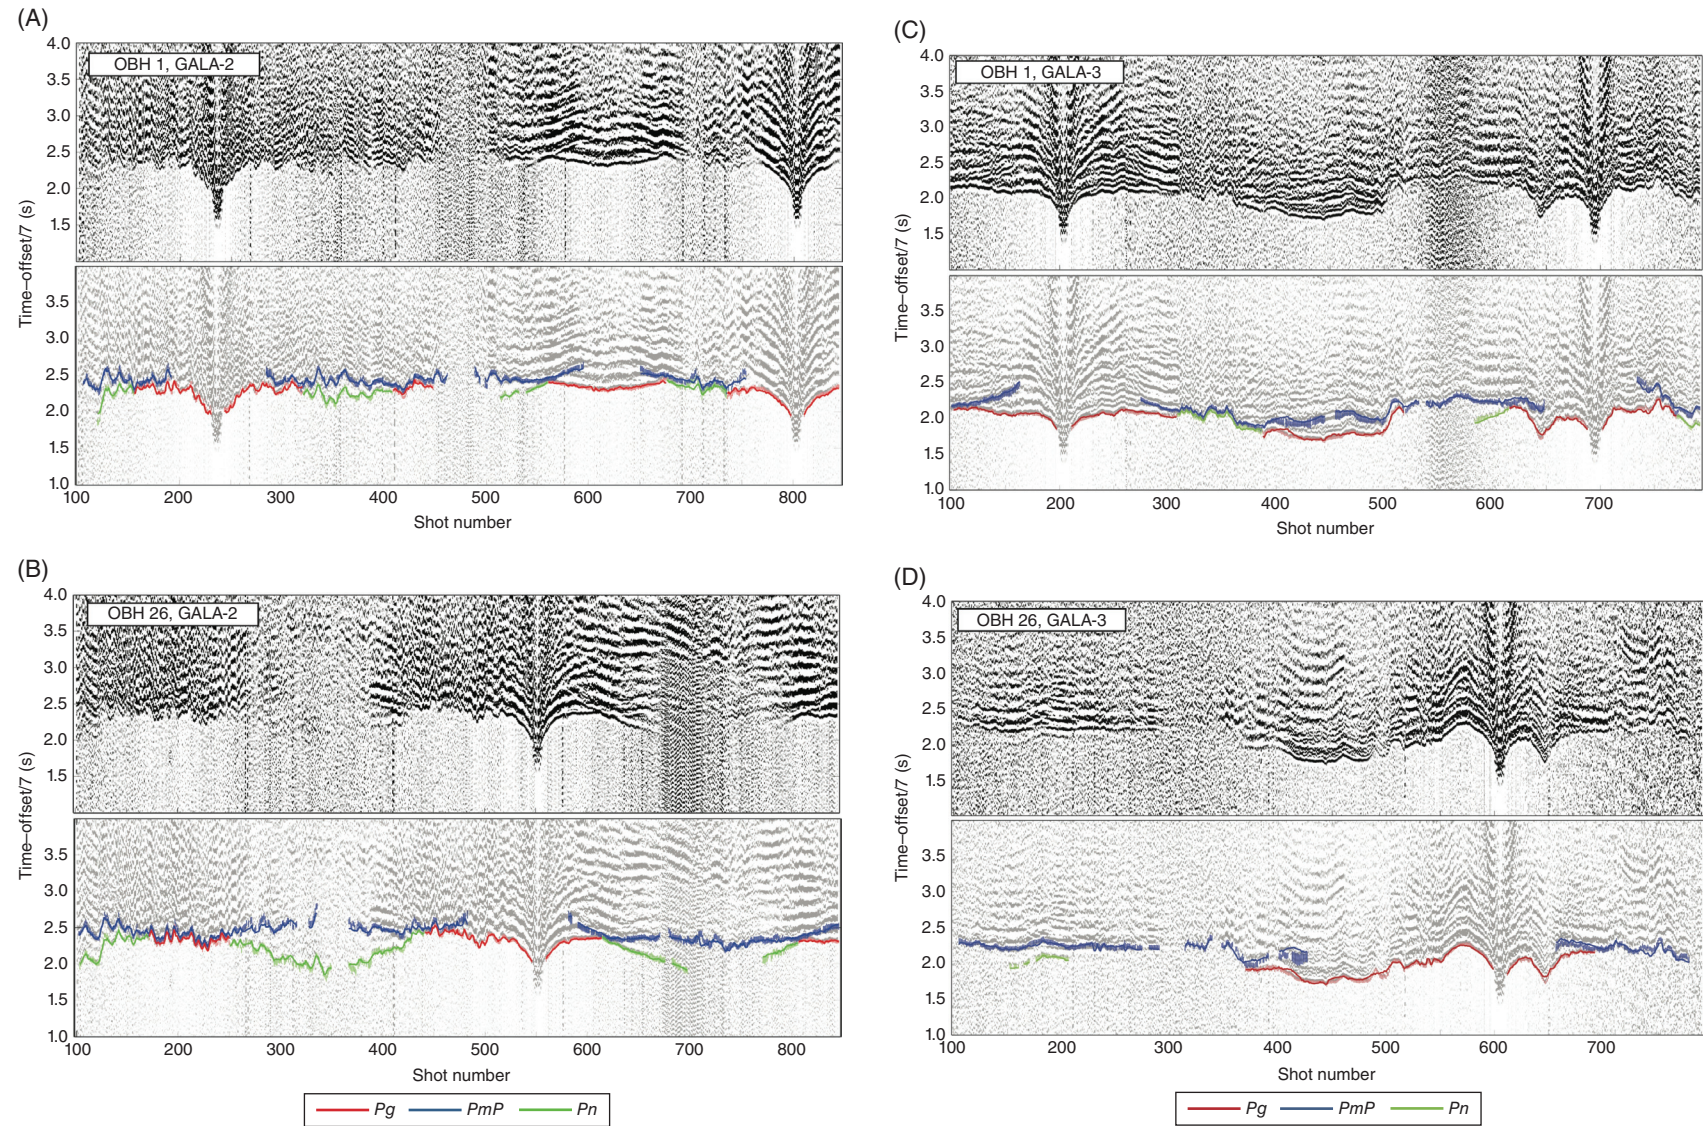 (A)
OBH 1, GALA-2
4.0
3.5
3.0
2.5
2.0
1.5
3.5
3.0
2.5
2.0
1.5
1.0
Time–offset/7 (s)
100 200 300 400 500 600 700 800
Shot number
(B)
OBH 26, GALA-2
4.0
3.5
3.0
2.5
2.0
1.5
3.5
3.0
2.5
2.0
1.5
1.0
Time–offset/7 (s)
100 200 300 400 500 600 700 800
Shot number
Pg PmP Pn
(C)
OBH 1, GALA-3
4.0
3.5
3.0
2.5
2.0
1.5
3.5
3.0
2.5
2.0
1.5
1.0
Time–offset/7 (s)
100 200 300 400 500 600 700
Shot number
(D)
OBH 26, GALA-3
4.0
3.5
3.0
2.5
2.0
1.5
3.5
3.0
2.5
2.0
1.5
1.0
Time–offset/7 (s)
100 200 300 400 500 600 700
Shot number
Pg PmP Pn